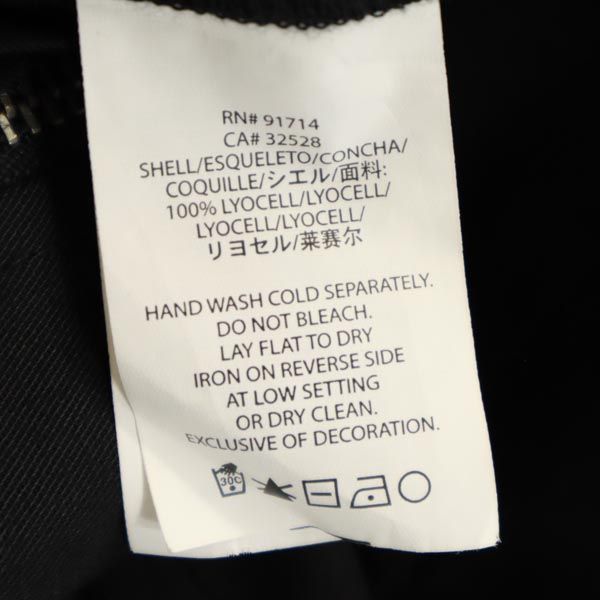 RN# 91714
CA# 32528
SHELL/ESQUELETO/CONCHA/
COQUILLE/シエル/面料:
100% LYOCELL/LYOCELL/
LYOCELL/LYOCELL/
リヨセル/莱赛尔
HAND WASH COLD SEPARATELY.
DO NOT BLEACH.
LAY FLAT TO DRY
IRON ON REVERSE SIDE
AT LOW SETTING
OR DRY CLEAN.
EXCLUSIVE OF DECORATION.
30C